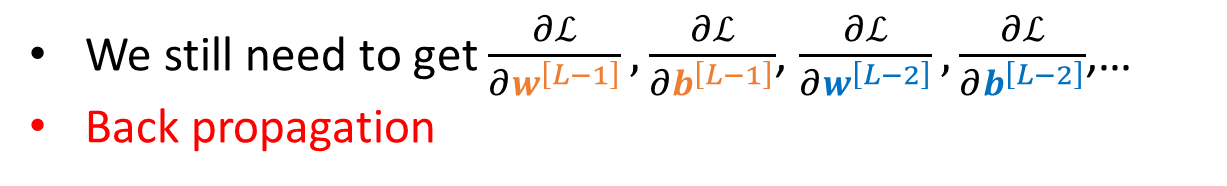 • We still need to get ∂ℒ/∂w^[L−1], ∂ℒ/∂b^[L−1], ∂ℒ/∂w^[L−2], ∂ℒ/∂b^[L−2],...
• Back propagation